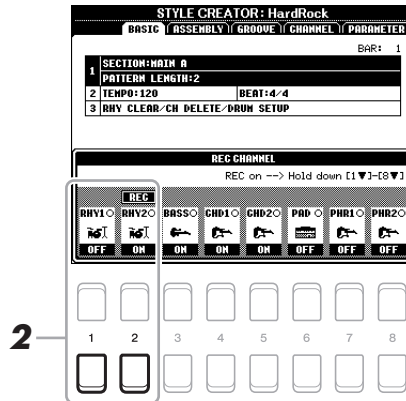 STYLE CREATOR: HardRock
BASIC ASSEMBLY GROOVE CHANNEL PARAMETER
BAR: 1
1 SECTION:MAIN A
PATTERN LENGTH:2
2 TEMPO:120 BEAT:4/4
3 RHY CLEAR/CH DELETE/DRUM SETUP
REC CHANNEL
REC on --> Hold down [1▼]-[8▼]
REC
RHY1 RHY2 BASS CHD1 CHD2 PAD PHR1 PHR2
OFF ON ON ON ON OFF OFF OFF
2
1 2 3 4 5 6 7 8